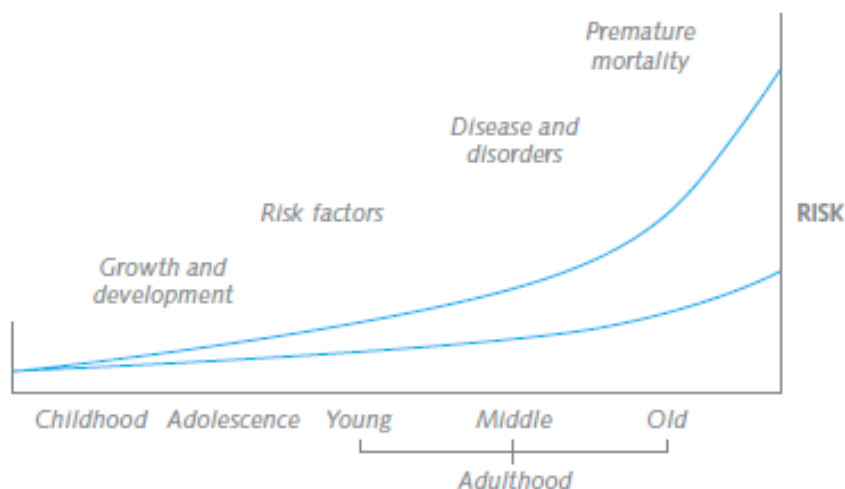 Premature
mortality
Disease and
disorders
Risk factors
RISK
Growth and
development
Childhood Adolescence Young Middle Old
Adulthood